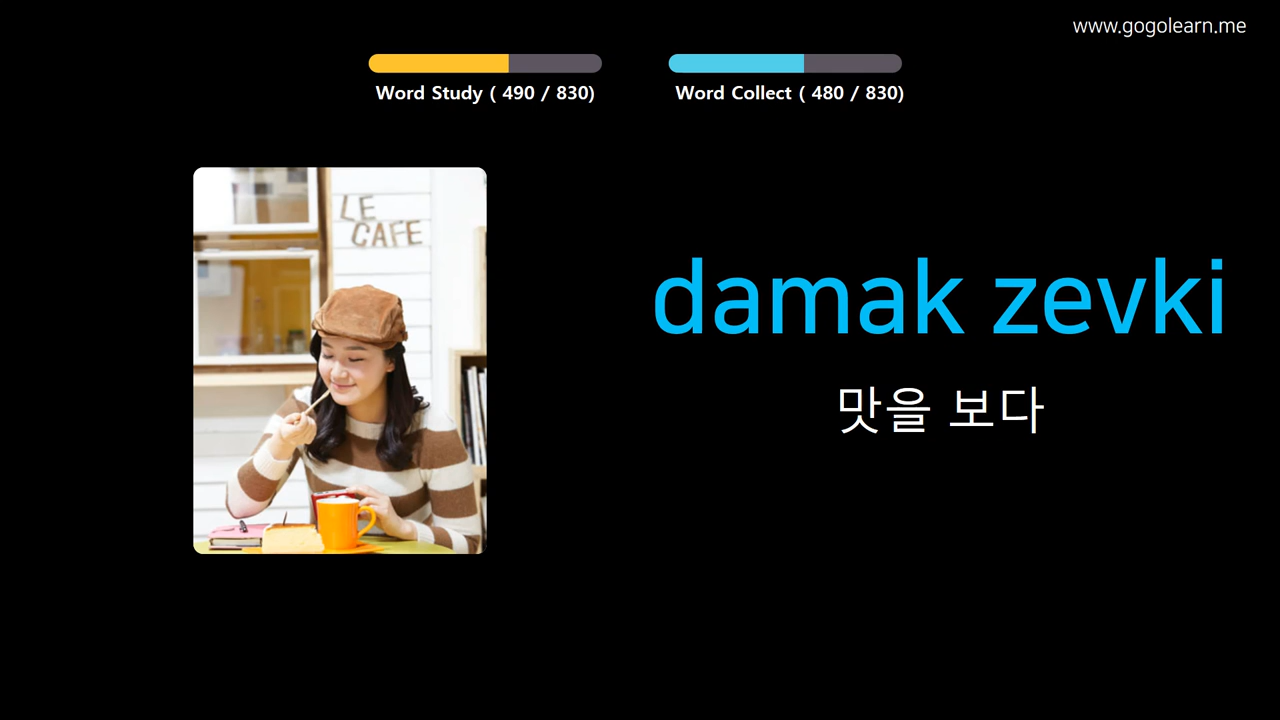 www.gogolearn.me
Word Study ( 490 / 830)
Word Collect ( 480 / 830)
LE
CAFE
damak zevki
맛을 보다